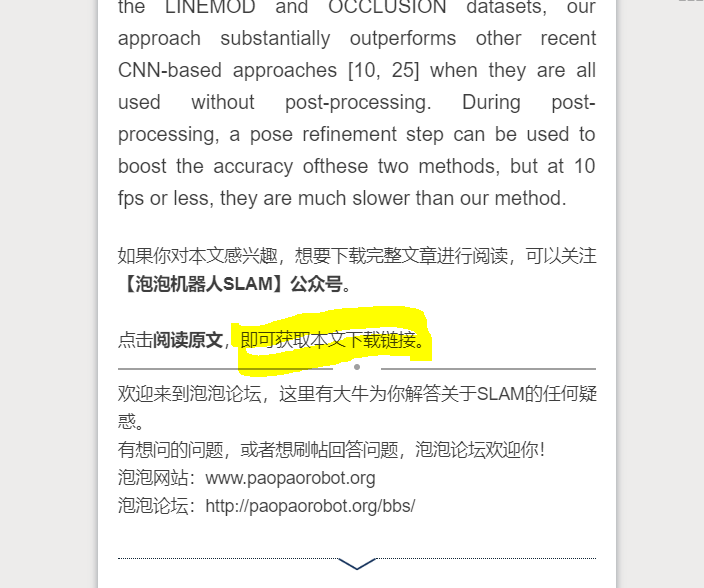 the LINEMOD and OCCLUSION datasets, our
approach substantially outperforms other recent
CNN-based approaches [10, 25] when they are all
used without post-processing. During post-
processing, a pose refinement step can be used to
boost the accuracy ofthese two methods, but at 10
fps or less, they are much slower than our method.
如果你对本文感兴趣，想要下载完整文章进行阅读，可以关注
【泡泡机器人SLAM】公众号。
点击阅读原文，即可获取本文下载链接。
欢迎来到泡泡论坛，这里有大牛为你解答关于SLAM的任何疑
惑。
有想问的问题，或者想刷帖回答问题，泡泡论坛欢迎你！
泡泡网站：www.paopaorobot.org
泡泡论坛：http://paopaorobot.org/bbs/